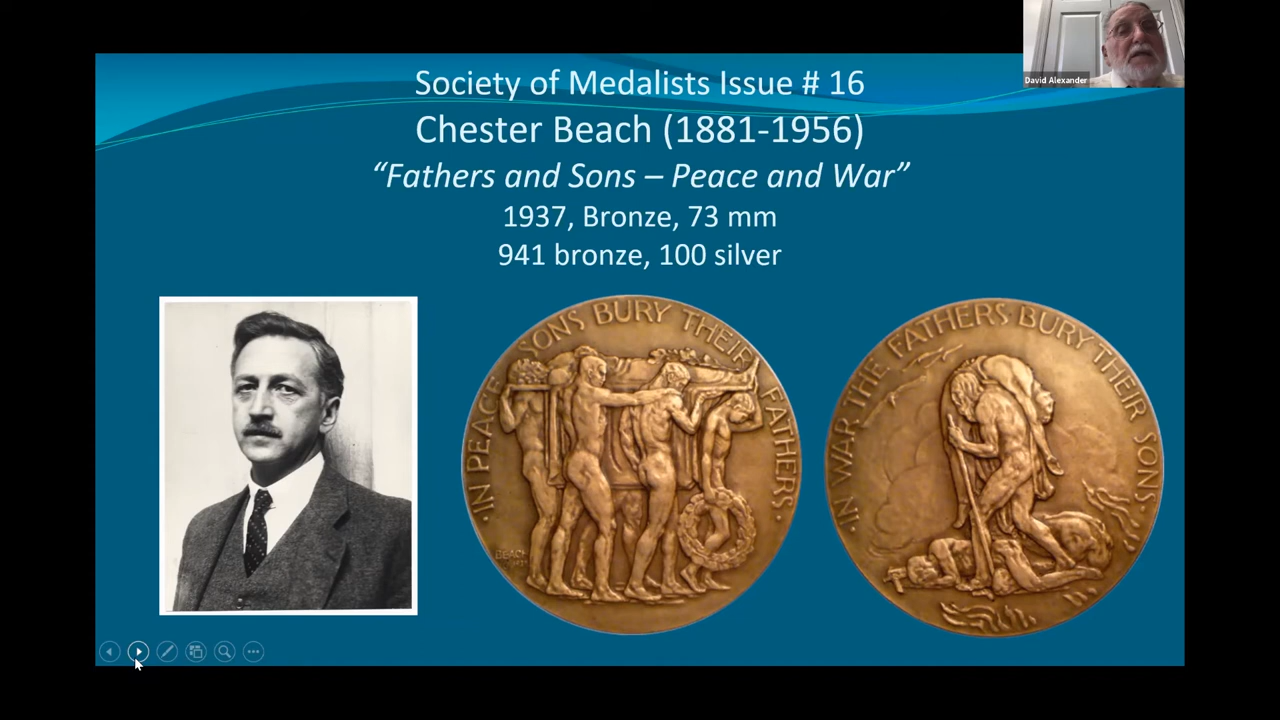 David Alexander
Society of Medalists Issue # 16
Chester Beach (1881-1956)
“Fathers and Sons – Peace and War”
1937, Bronze, 73 mm
941 bronze, 100 silver
·IN PEACE SONS BURY THEIR FATHERS·
BEACH
·IN WAR THE FATHERS BURY THEIR SONS·